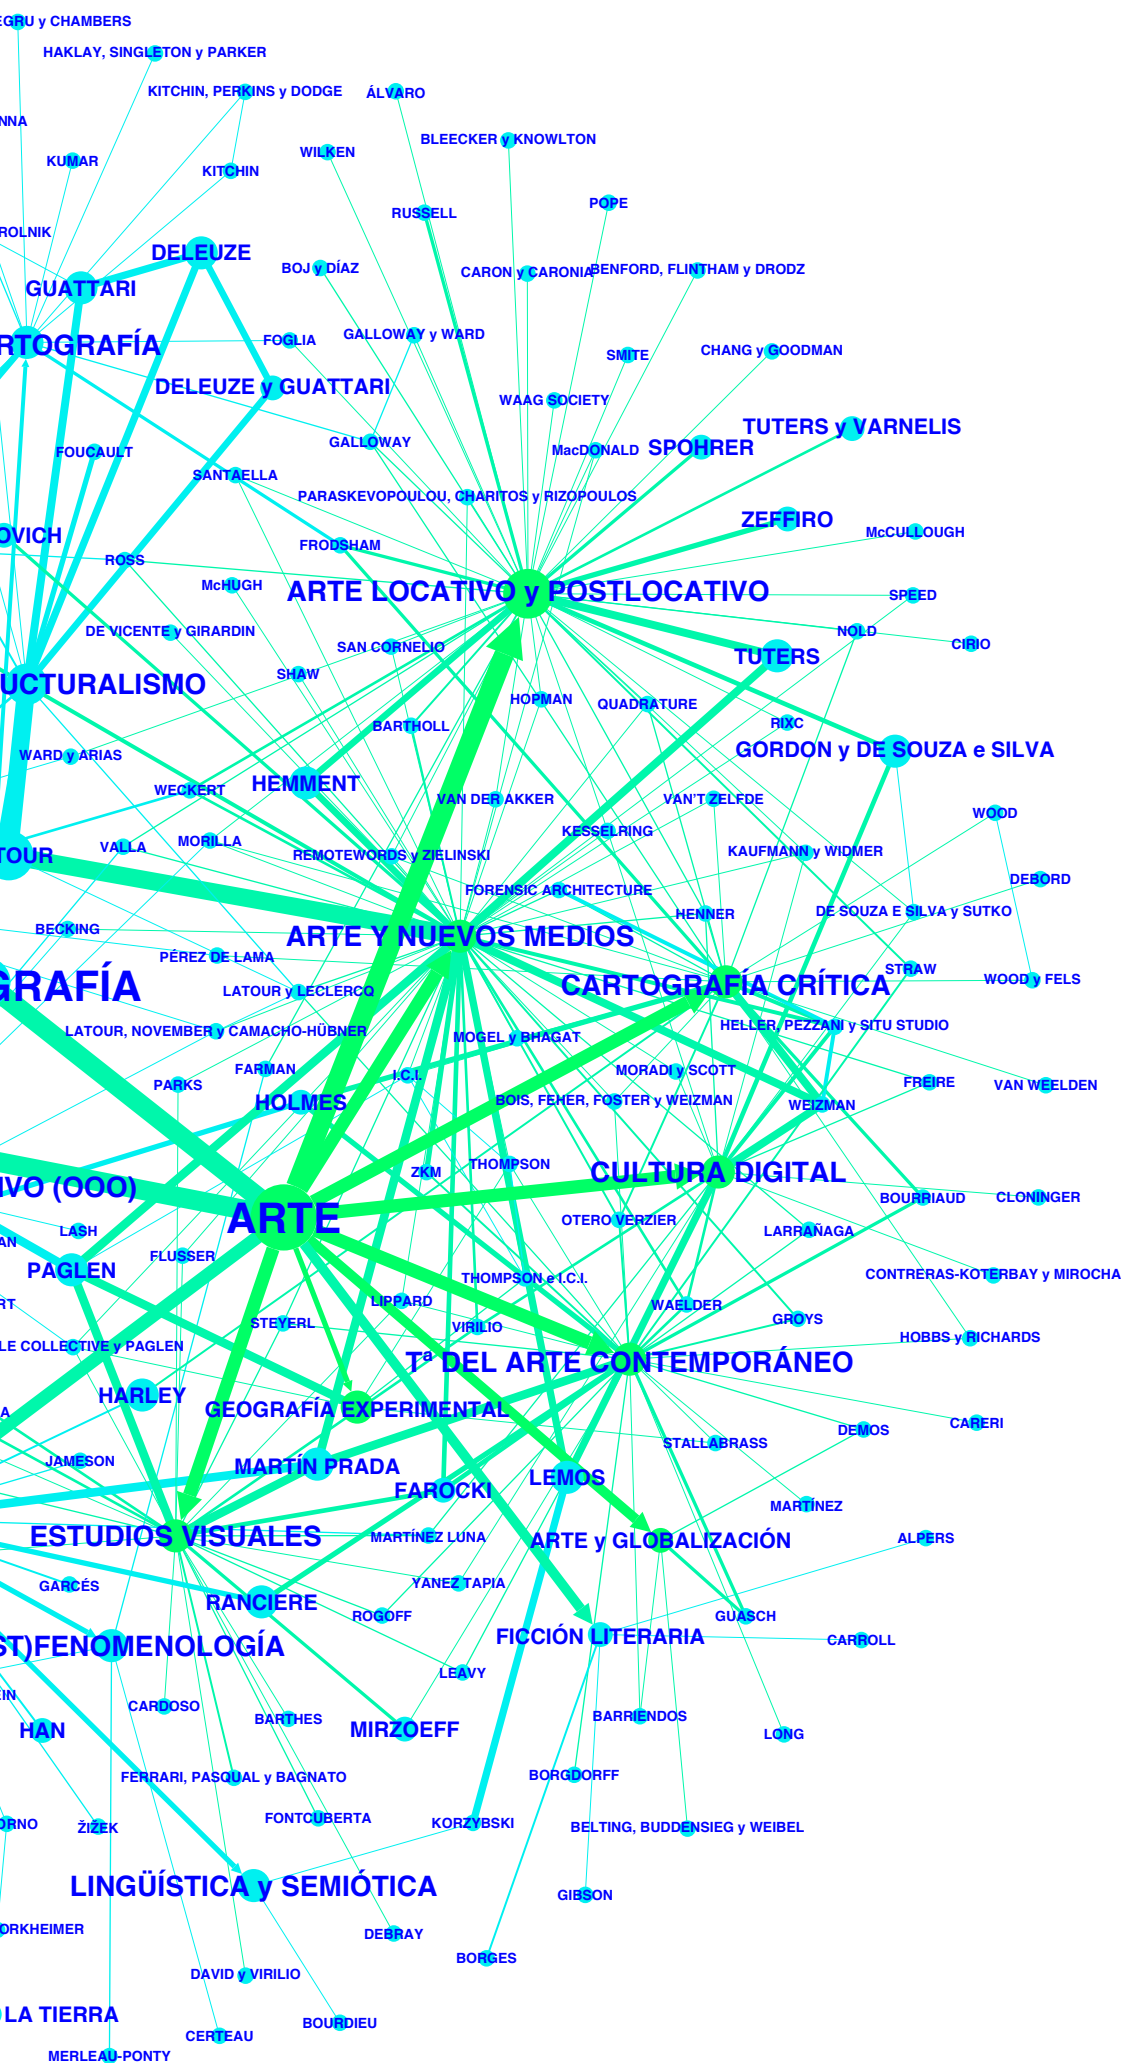 EGRU y CHAMBERS
HAKLAY, SINGLETON y PARKER
KITCHIN, PERKINS y DODGE
ÁLVARO
NNA
BLEECKER y KNOWLTON
WILKEN
KUMAR
KITCHIN
POPE
RUSSELL
ROLNIK
DELEUZE
BOJ y DÍAZ
CARON y CARONIA
BENFORD, FLINTHAM y DRODZ
GUATTARI
GALLOWAY y WARD
FOGLIA
RTOGRAFÍA
CHANG y GOODMAN
SMITE
DELEUZE y GUATTARI
WAAG SOCIETY
TUTERS y VARNELIS
GALLOWAY
SPOHRER
MacDONALD
FOUCAULT
SANTAELLA
PARASKEVOPOULOU, CHARITOS y RIZOPOULOS
ZEFFIRO
McCULLOUGH
OVICH
FRODSHAM
ROSS
McHUGH
ARTE LOCATIVO y POSTLOCATIVO
SPEED
DE VICENTE y GIRARDIN
NOLD
CIRIO
SAN CORNELIO
TUTERS
SHAW
UCTURALISMO
HOPMAN
QUADRATURE
RIXC
BARTHOLL
GORDON y DE SOUZA e SILVA
WARD y ARIAS
HEMMENT
WECKERT
VAN DER AKKER
VAN'T ZELFDE
WOOD
KESSELRING
MORILLA
VALLA
KAUFMANN y WIDMER
TOUR
REMOTEWORDS y ZIELINSKI
DEBORD
FORENSIC ARCHITECTURE
HENNER
DE SOUZA E SILVA y SUTKO
BECKING
ARTE Y NUEVOS MEDIOS
PÉREZ DE LAMA
STRAW
WOOD y FELS
GRAFÍA
CARTOGRAFÍA CRÍTICA
LATOUR y LECLERCQ
HELLER, PEZZANI y SITU STUDIO
LATOUR, NOVEMBER y CAMACHO-HÜBNER
MOGEL y BHAGAT
FARMAN
MORADI y SCOTT
I.C.I.
PARKS
FREIRE
VAN WEELDEN
HOLMES
BOIS, FEHER, FOSTER y WEIZMAN
WEIZMAN
THOMPSON
ZKM
CULTURA DIGITAL
IVO (OOO)
BOURRIAUD
CLONINGER
ARTE
OTERO VERZIER
LASH
LARRAÑAGA
AN
FLUSSER
PAGLEN
CONTRERAS-KOTERBAY y MIROCHA
THOMPSON e I.C.I.
RT
LIPPARD
WAELDER
STEYERL
VIRILIO
GROYS
HOBBS y RICHARDS
LE COLLECTIVE y PAGLEN
Tª DEL ARTE CONTEMPORÁNEO
HARLEY
GEOGRAFÍA EXPERIMENTAL
A
CARERI
DEMOS
STALLABRASS
JAMESON
MARTÍN PRADA
LEMOS
FAROCKI
MARTÍNEZ
ESTUDIOS VISUALES
MARTÍNEZ LUNA
ARTE y GLOBALIZACIÓN
ALPERS
GARCÉS
YANEZ TAPIA
RANCIERE
ROGOFF
GUASCH
FICCIÓN LITERARIA
CARROLL
ST)FENOMENOLOGÍA
LEAVY
EIN
CARDOSO
BARTHES
BARRIENDOS
HAN
MIRZOEFF
LONG
FERRARI, PASQUAL y BAGNATO
BORGDORFF
FONTCUBERTA
KORZYBSKI
ORNO
ŽIŽEK
BELTING, BUDDENSIEG y WEIBEL
LINGÜÍSTICA y SEMIÓTICA
GIBSON
ORKHEIMER
DEBRAY
BORGES
DAVID y VIRILIO
LA TIERRA
BOURDIEU
CERTEAU
MERLEAU-PONTY